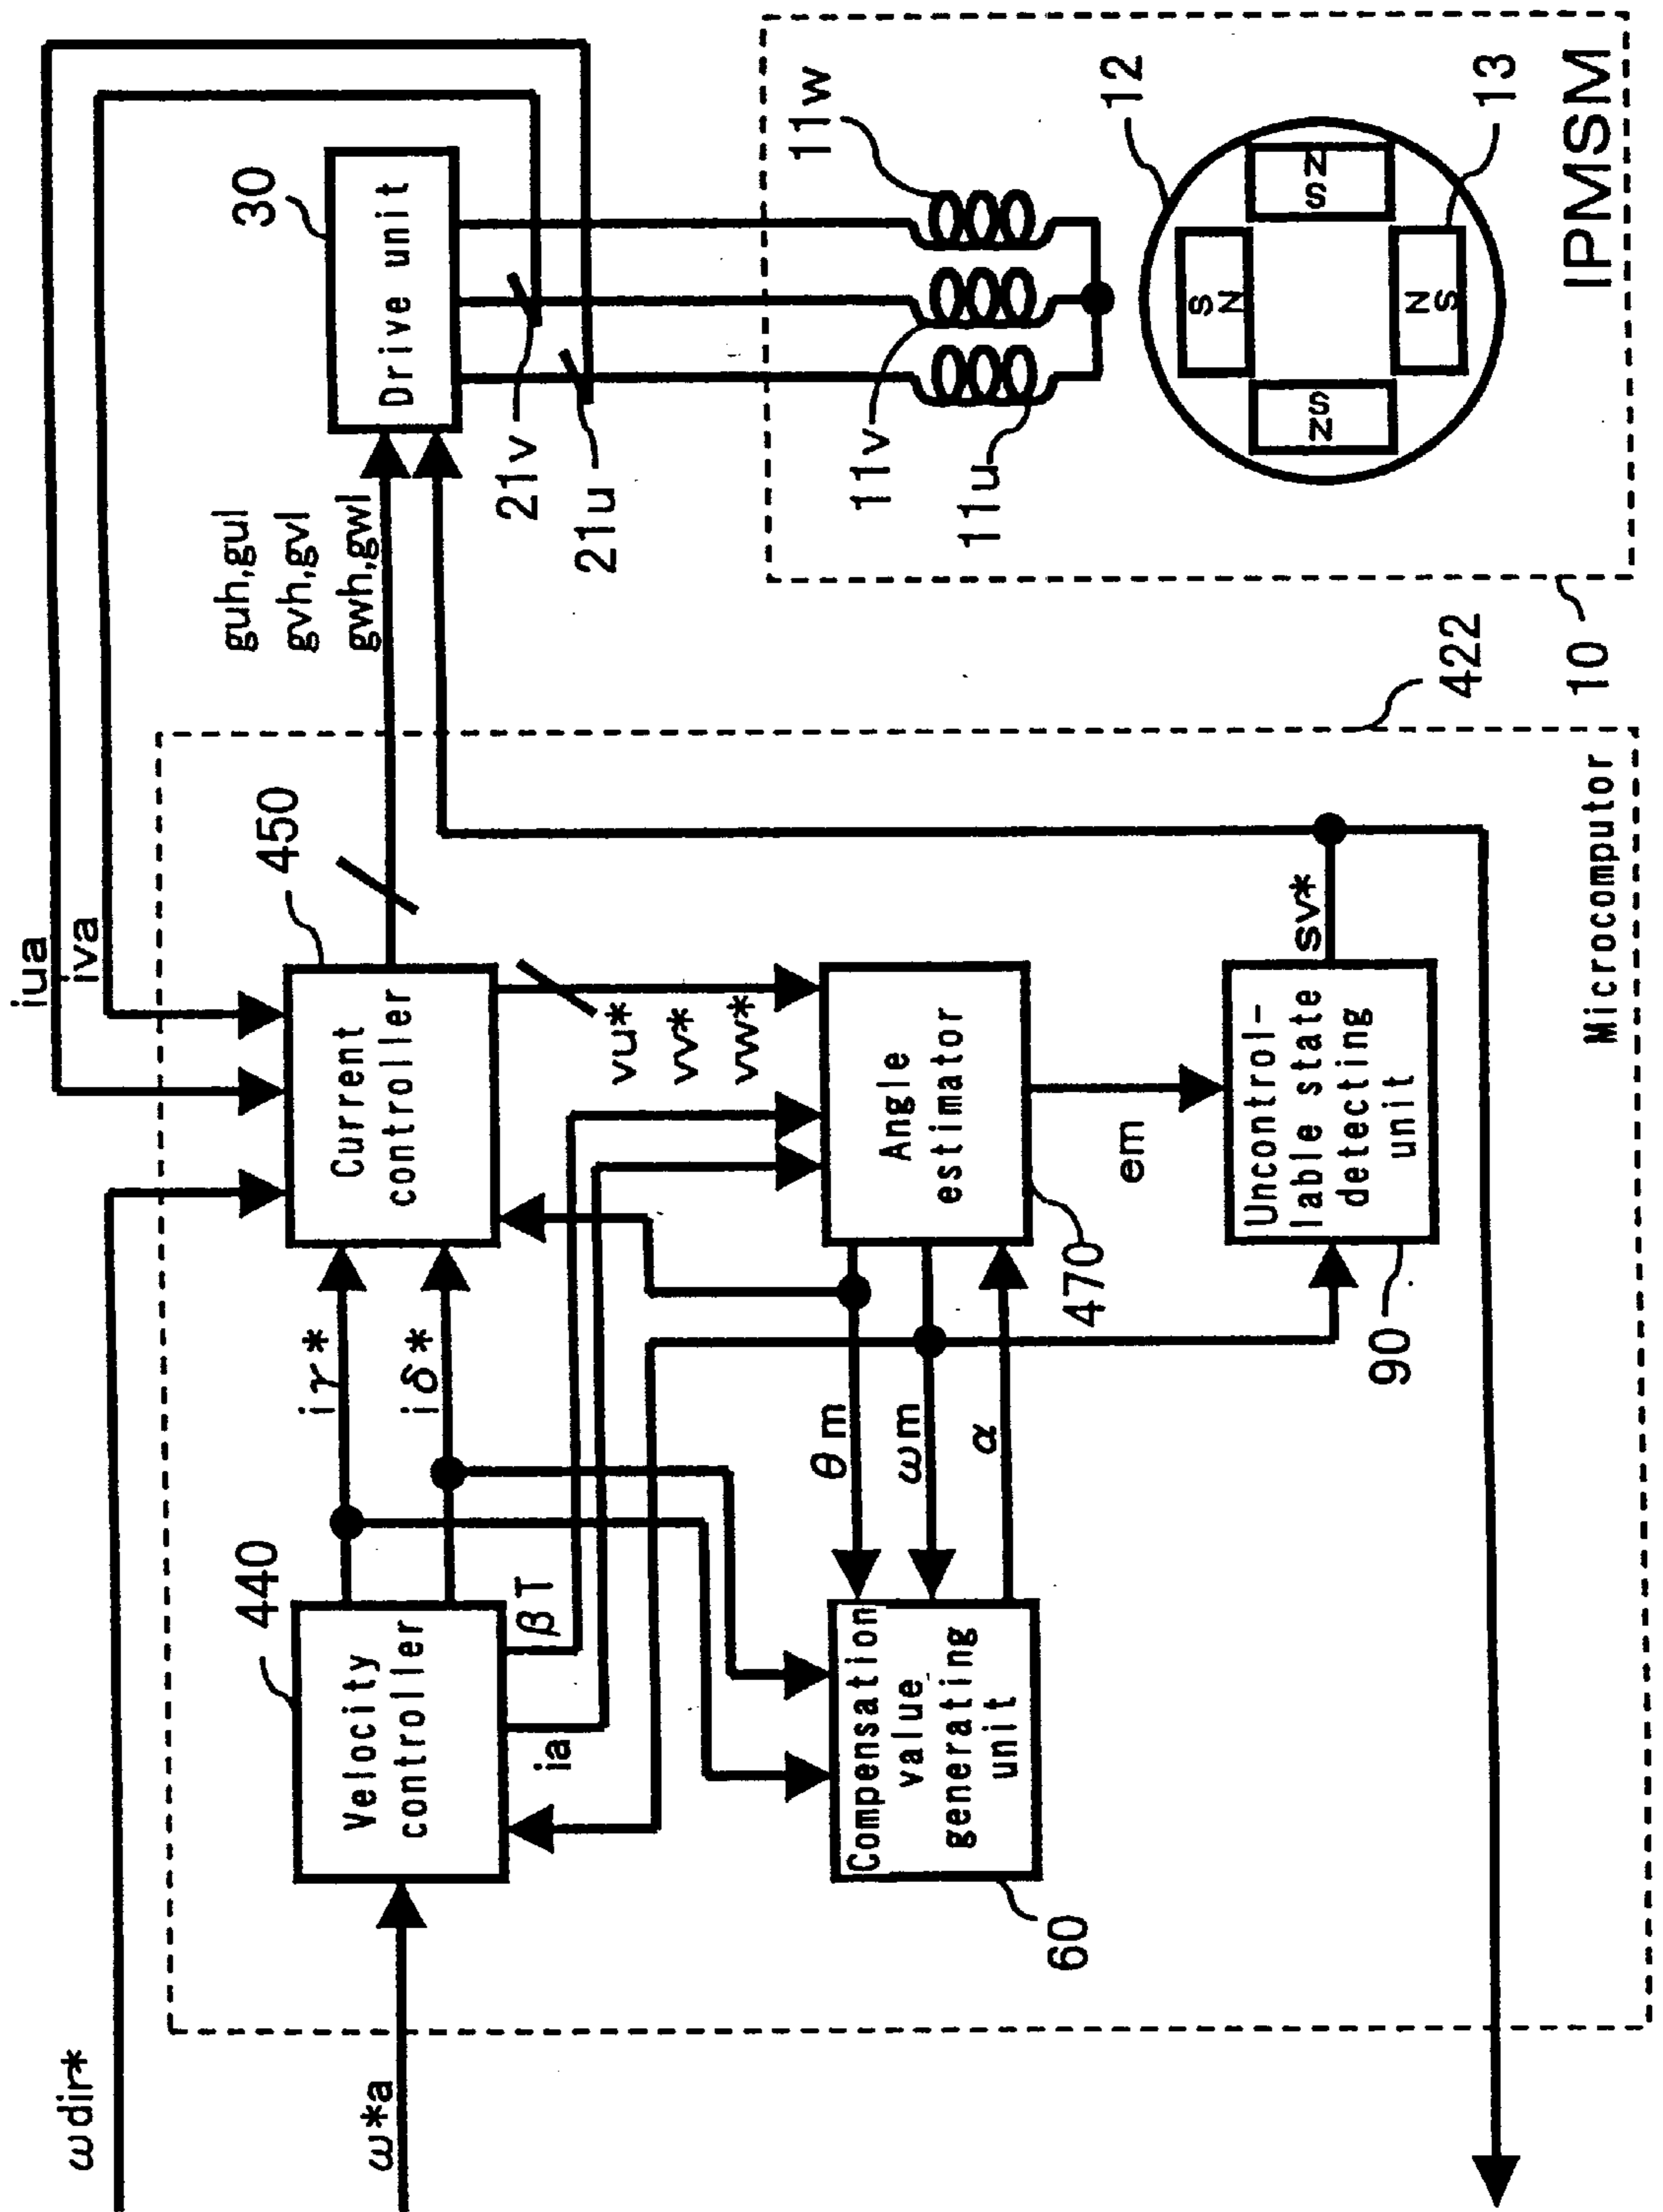 ωdir*
ω*a
iua
iva
440
Velocity
controller
iγ*
iδ*
βT
ia
450
Current
controller
guh,gul
gvh,gvl
gwh,gwl
30
Drive unit
21v
21u
vu*
vv*
vw*
60
Compensation
value
generating
unit
θm
ωm
α
470
Angle
estimator
em
90
Uncontrol-
lable state
detecting
unit
sv*
Microcomputor
422
10
11w
11v
11u
12
13
S
N
N
S
S
N
N
S
IPMSM